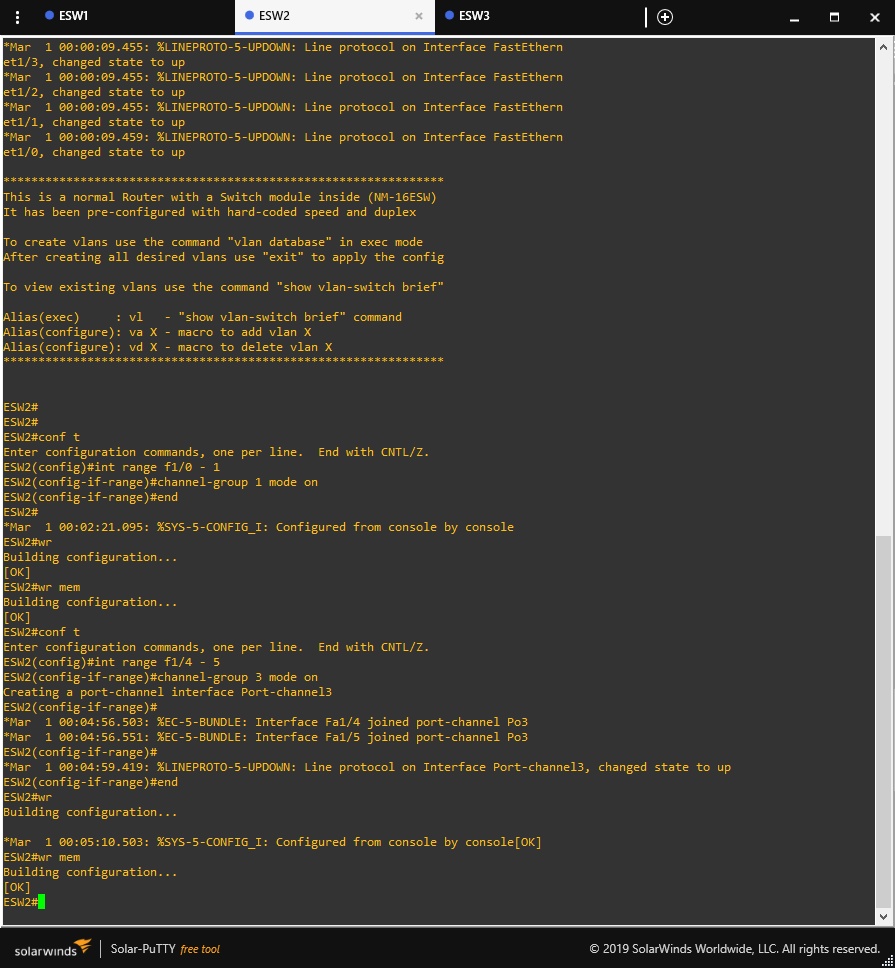 ESW1
ESW2
ESW3
*Mar  1 00:00:09.455: %LINEPROTO-5-UPDOWN: Line protocol on Interface FastEthern
et1/3, changed state to up
*Mar  1 00:00:09.455: %LINEPROTO-5-UPDOWN: Line protocol on Interface FastEthern
et1/2, changed state to up
*Mar  1 00:00:09.455: %LINEPROTO-5-UPDOWN: Line protocol on Interface FastEthern
et1/1, changed state to up
*Mar  1 00:00:09.459: %LINEPROTO-5-UPDOWN: Line protocol on Interface FastEthern
et1/0, changed state to up
***************************************************************
This is a normal Router with a Switch module inside (NM-16ESW)
It has been pre-configured with hard-coded speed and duplex
To create vlans use the command "vlan database" in exec mode
After creating all desired vlans use "exit" to apply the config
To view existing vlans use the command "show vlan-switch brief"
Alias(exec)     : vl   - "show vlan-switch brief" command
Alias(configure): va X - macro to add vlan X
Alias(configure): vd X - macro to delete vlan X
***************************************************************
ESW2#
ESW2#
ESW2#conf t
Enter configuration commands, one per line.  End with CNTL/Z.
ESW2(config)#int range f1/0 - 1
ESW2(config-if-range)#channel-group 1 mode on
ESW2(config-if-range)#end
ESW2#
*Mar  1 00:02:21.095: %SYS-5-CONFIG_I: Configured from console by console
ESW2#wr
Building configuration...
[OK]
ESW2#wr mem
Building configuration...
[OK]
ESW2#conf t
Enter configuration commands, one per line.  End with CNTL/Z.
ESW2(config)#int range f1/4 - 5
ESW2(config-if-range)#channel-group 3 mode on
Creating a port-channel interface Port-channel3
ESW2(config-if-range)#
*Mar  1 00:04:56.503: %EC-5-BUNDLE: Interface Fa1/4 joined port-channel Po3
*Mar  1 00:04:56.551: %EC-5-BUNDLE: Interface Fa1/5 joined port-channel Po3
ESW2(config-if-range)#
*Mar  1 00:04:59.419: %LINEPROTO-5-UPDOWN: Line protocol on Interface Port-channel3, changed state to up
ESW2(config-if-range)#end
ESW2#wr
Building configuration...
*Mar  1 00:05:10.503: %SYS-5-CONFIG_I: Configured from console by console[OK]
ESW2#wr mem
Building configuration...
[OK]
ESW2#
solarwinds
Solar-PuTTY free tool
© 2019 SolarWinds Worldwide, LLC. All rights reserved.